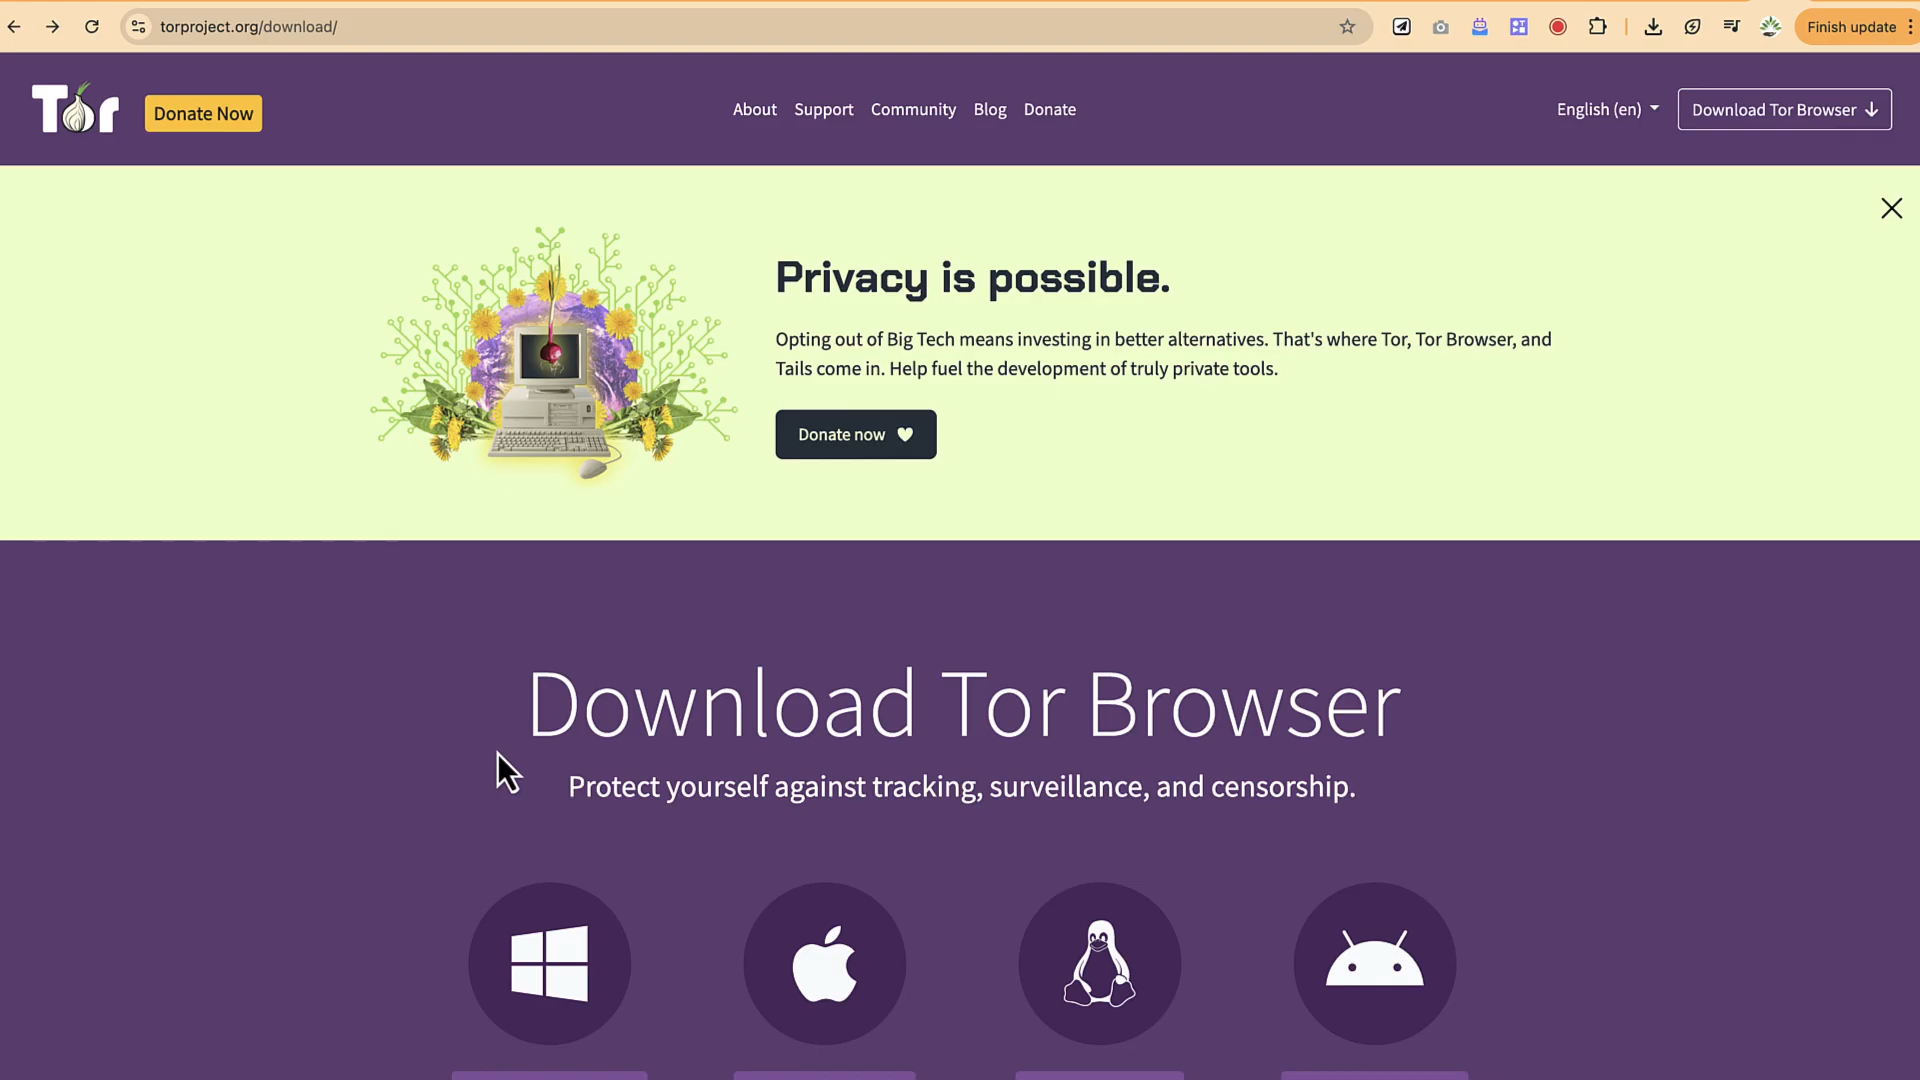 torproject.org/download/
Finish update
Tor
Donate Now
About
Support
Community
Blog
Donate
English (en)
Download Tor Browser
Privacy is possible.
Opting out of Big Tech means investing in better alternatives. That's where Tor, Tor Browser, and
Tails come in. Help fuel the development of truly private tools.
Donate now
Download Tor Browser
Protect yourself against tracking, surveillance, and censorship.